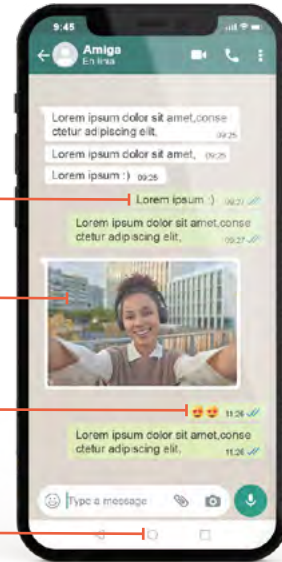 9:45
Amiga
En línia
Lorem ipsum dolor sit amet,conse
ctetur adipiscing elit, 09:25
Lorem ipsum dolor sit amet, 09:25
Lorem ipsum :) 09:26
Lorem ipsum :) 09:27
Lorem ipsum dolor sit amet,conse
ctetur adipiscing elit, 09:27
11:26
Lorem ipsum dolor sit amet,conse
ctetur adipiscing elit, 11:26
Type a message